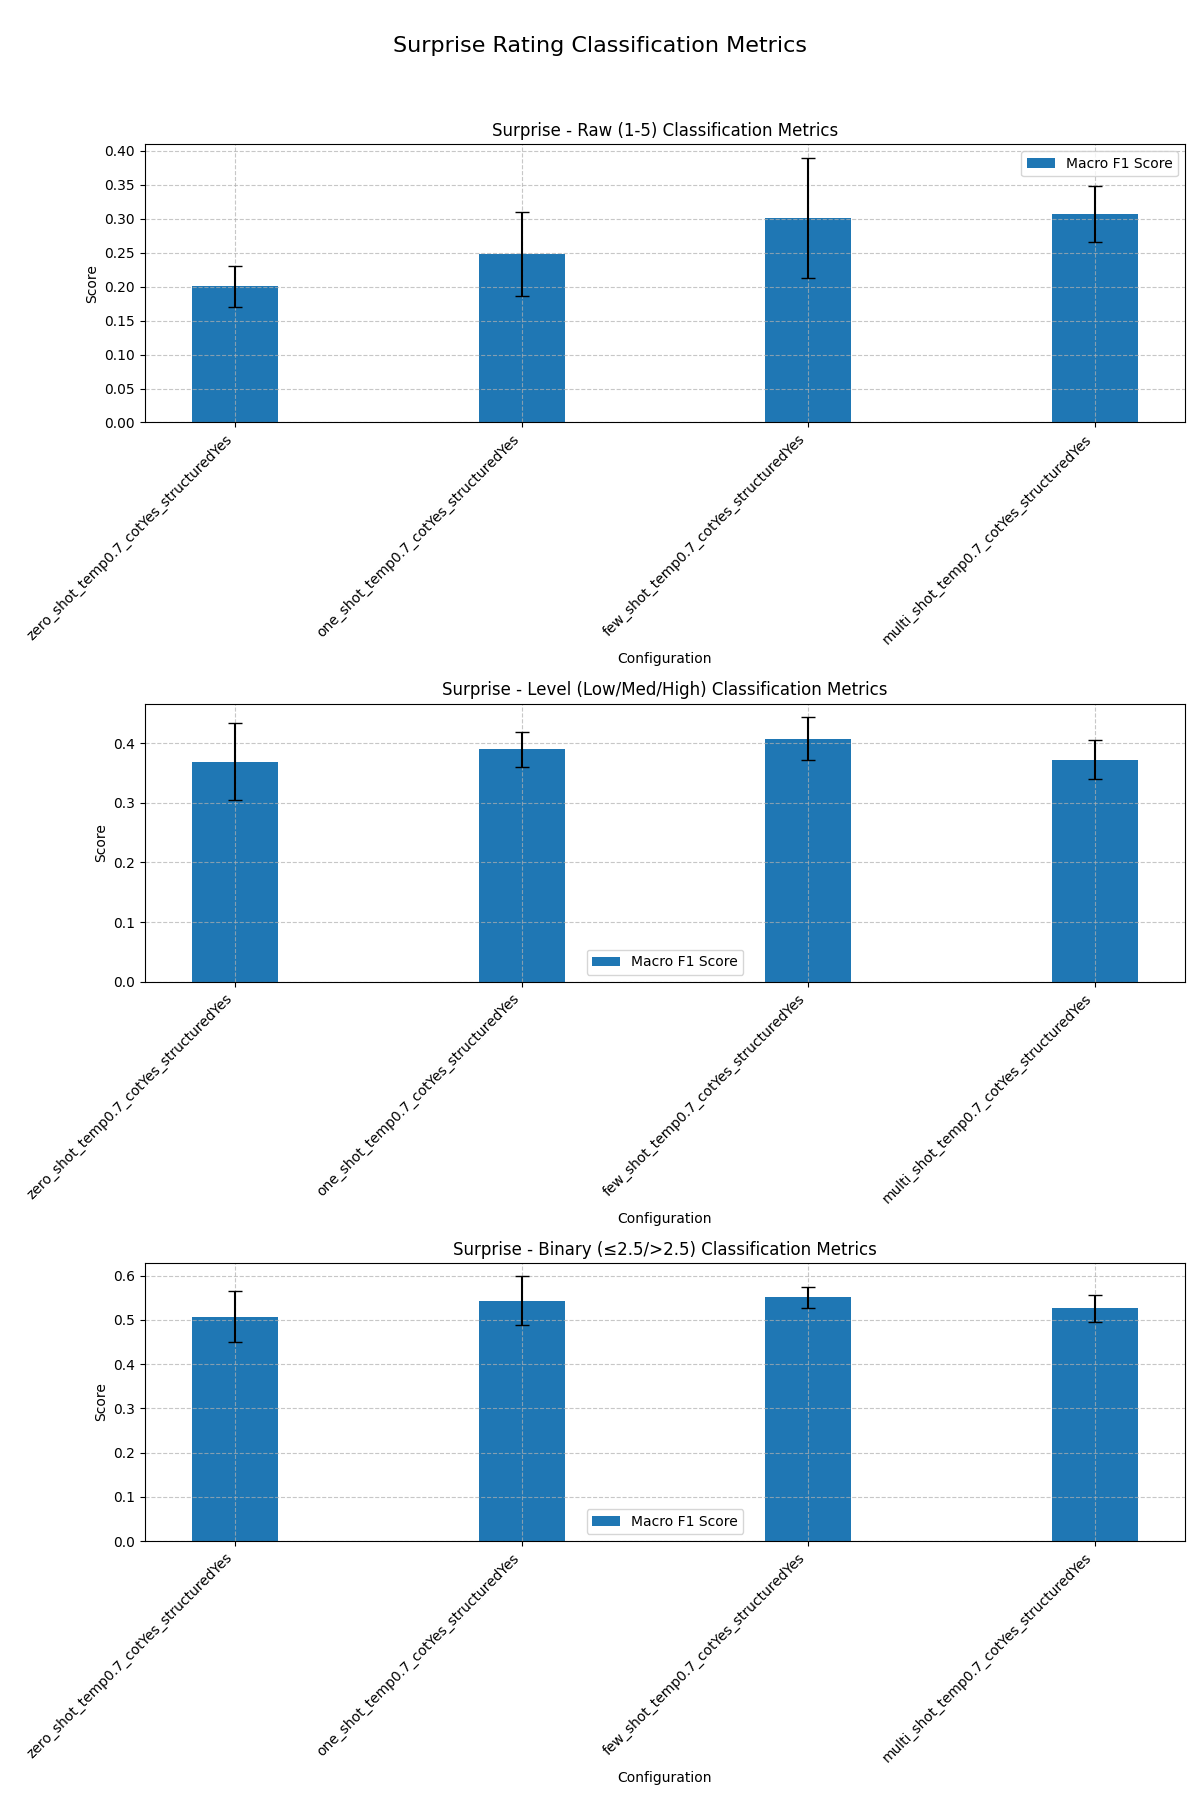 Surprise Rating Classification Metrics
Surprise - Raw (1-5) Classification Metrics
0.40
0.35
0.30
0.25
0.20
0.15
0.10
0.05
0.00
Score
Macro F1 Score
zero_shot_temp0.7_cotYes_structuredYes
one_shot_temp0.7_cotYes_structuredYes
few_shot_temp0.7_cotYes_structuredYes
multi_shot_temp0.7_cotYes_structuredYes
Configuration
Surprise - Level (Low/Med/High) Classification Metrics
0.4
0.3
0.2
0.1
0.0
Score
Macro F1 Score
zero_shot_temp0.7_cotYes_structuredYes
one_shot_temp0.7_cotYes_structuredYes
few_shot_temp0.7_cotYes_structuredYes
multi_shot_temp0.7_cotYes_structuredYes
Configuration
Surprise - Binary (≤2.5/>2.5) Classification Metrics
0.6
0.5
0.4
0.3
0.2
0.1
0.0
Score
Macro F1 Score
zero_shot_temp0.7_cotYes_structuredYes
one_shot_temp0.7_cotYes_structuredYes
few_shot_temp0.7_cotYes_structuredYes
multi_shot_temp0.7_cotYes_structuredYes
Configuration